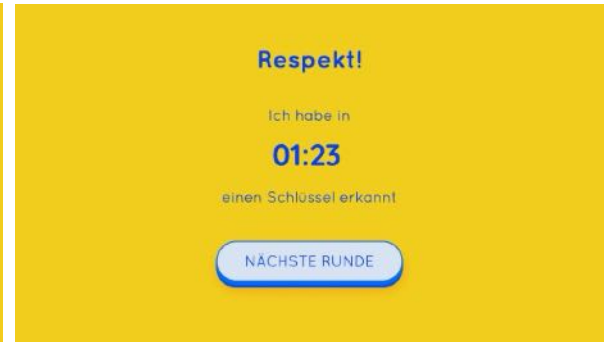 Respekt!
Ich habe in
01:23
einen Schlüssel erkannt
NÄCHSTE RUNDE